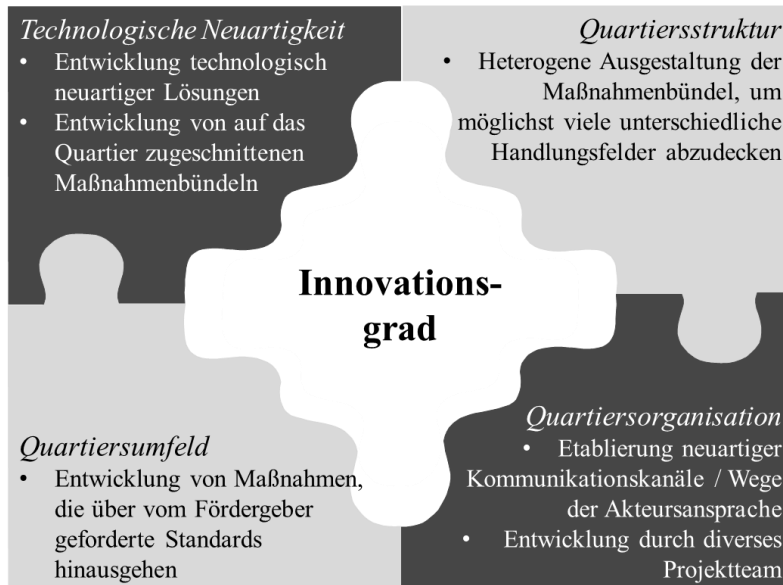 Technologische Neuartigkeit
• Entwicklung technologisch
neuartiger Lösungen
• Entwicklung von auf das
Quartier zugeschnittenen
Maßnahmenbündeln
Quartiersstruktur
• Heterogene Ausgestaltung der
Maßnahmenbündel, um
möglichst viele unterschiedliche
Handlungsfelder abzudecken
Innovations-
grad
Quartiersumfeld
• Entwicklung von Maßnahmen,
die über vom Fördergeber
geforderte Standards
hinausgehen
Quartiersorganisation
• Etablierung neuartiger
Kommunikationskanäle / Wege
der Akteursansprache
• Entwicklung durch diverses
Projektteam